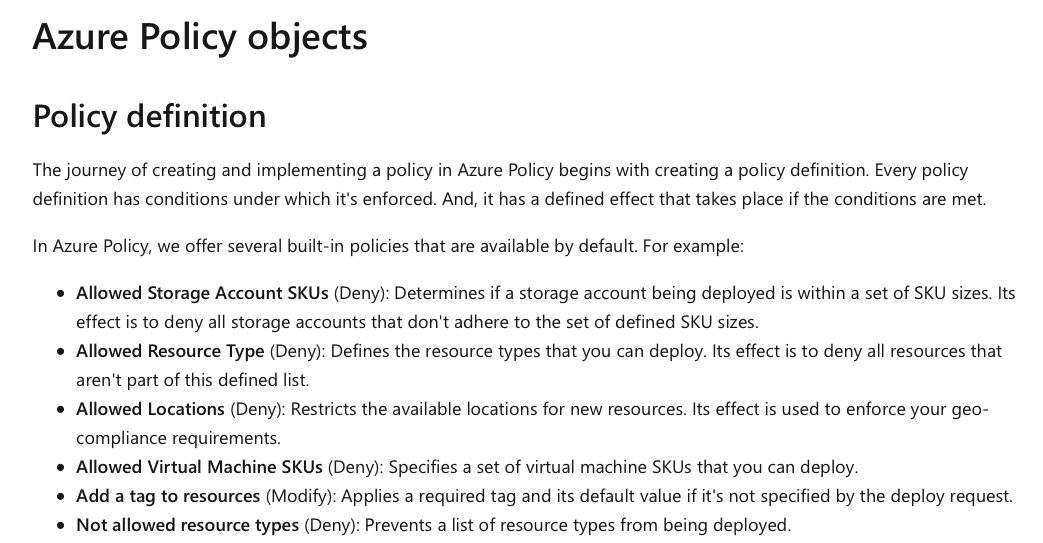 Azure Policy objects
Policy definition
The journey of creating and implementing a policy in Azure Policy begins with creating a policy definition. Every policy
definition has conditions under which it's enforced. And, it has a defined effect that takes place if the conditions are met.
In Azure Policy, we offer several built-in policies that are available by default. For example:
• Allowed Storage Account SKUs (Deny): Determines if a storage account being deployed is within a set of SKU sizes. Its
effect is to deny all storage accounts that don't adhere to the set of defined SKU sizes.
• Allowed Resource Type (Deny): Defines the resource types that you can deploy. Its effect is to deny all resources that
aren't part of this defined list.
• Allowed Locations (Deny): Restricts the available locations for new resources. Its effect is used to enforce your geo-
compliance requirements.
• Allowed Virtual Machine SKUs (Deny): Specifies a set of virtual machine SKUs that you can deploy.
• Add a tag to resources (Modify): Applies a required tag and its default value if it's not specified by the deploy request.
• Not allowed resource types (Deny): Prevents a list of resource types from being deployed.